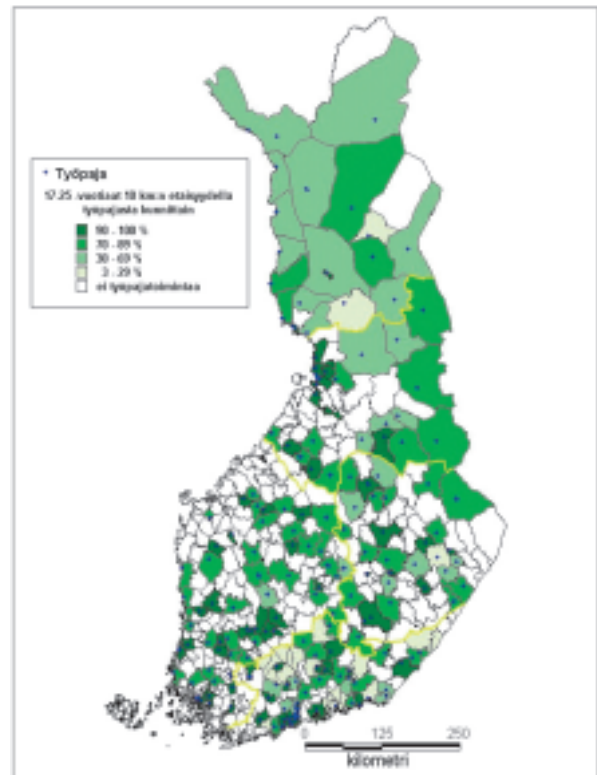 Työpaja
17-25 -vuotiaat 10 km:n etäisyydellä
työpajasta kunnittain
90 - 100 %
70 - 89 %
30 - 69 %
3 - 29 %
ei työpajatoimintaa
0 125 250
kilometri